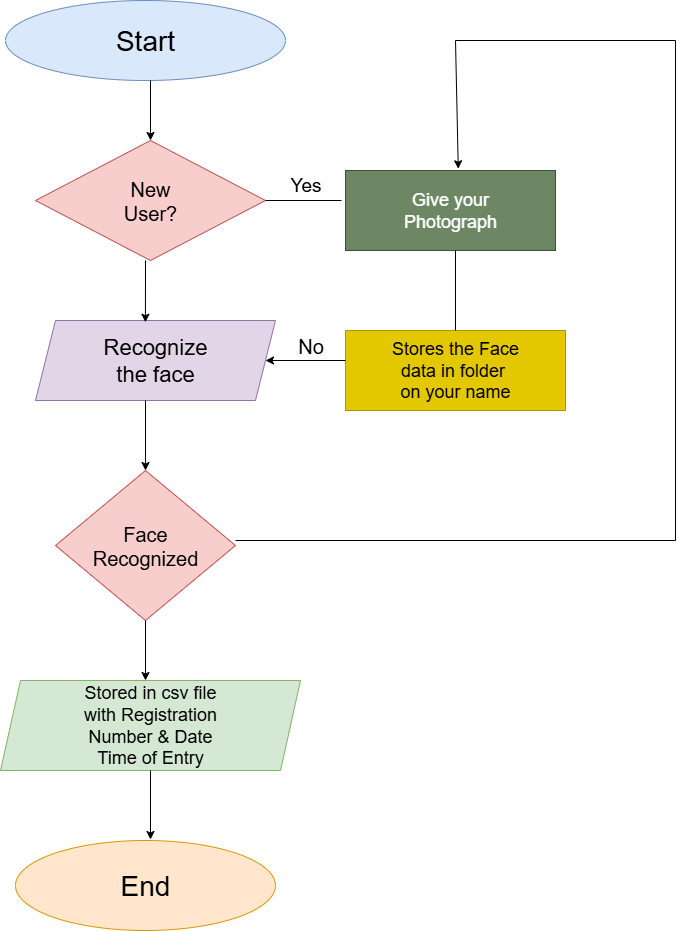 Start
New
User?
Yes
Give your
Photograph
Recognize
the face
No
Stores the Face
data in folder
on your name
Face
Recognized
Stored in csv file
with Registration
Number & Date
Time of Entry
End